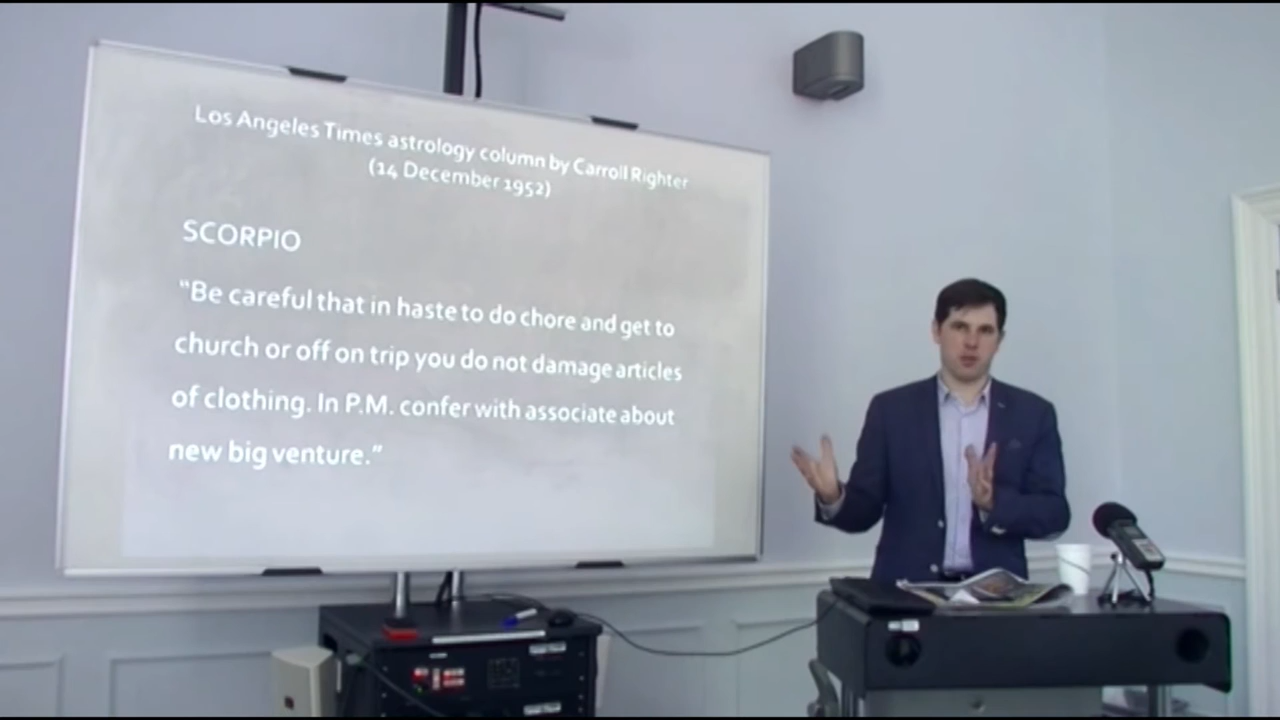 Los Angeles Times astrology column by Carroll Righter
(14 December 1952)
SCORPIO
“Be careful that in haste to do chore and get to
church or off on trip you do not damage articles
of clothing. In P.M. confer with associate about
new big venture.”